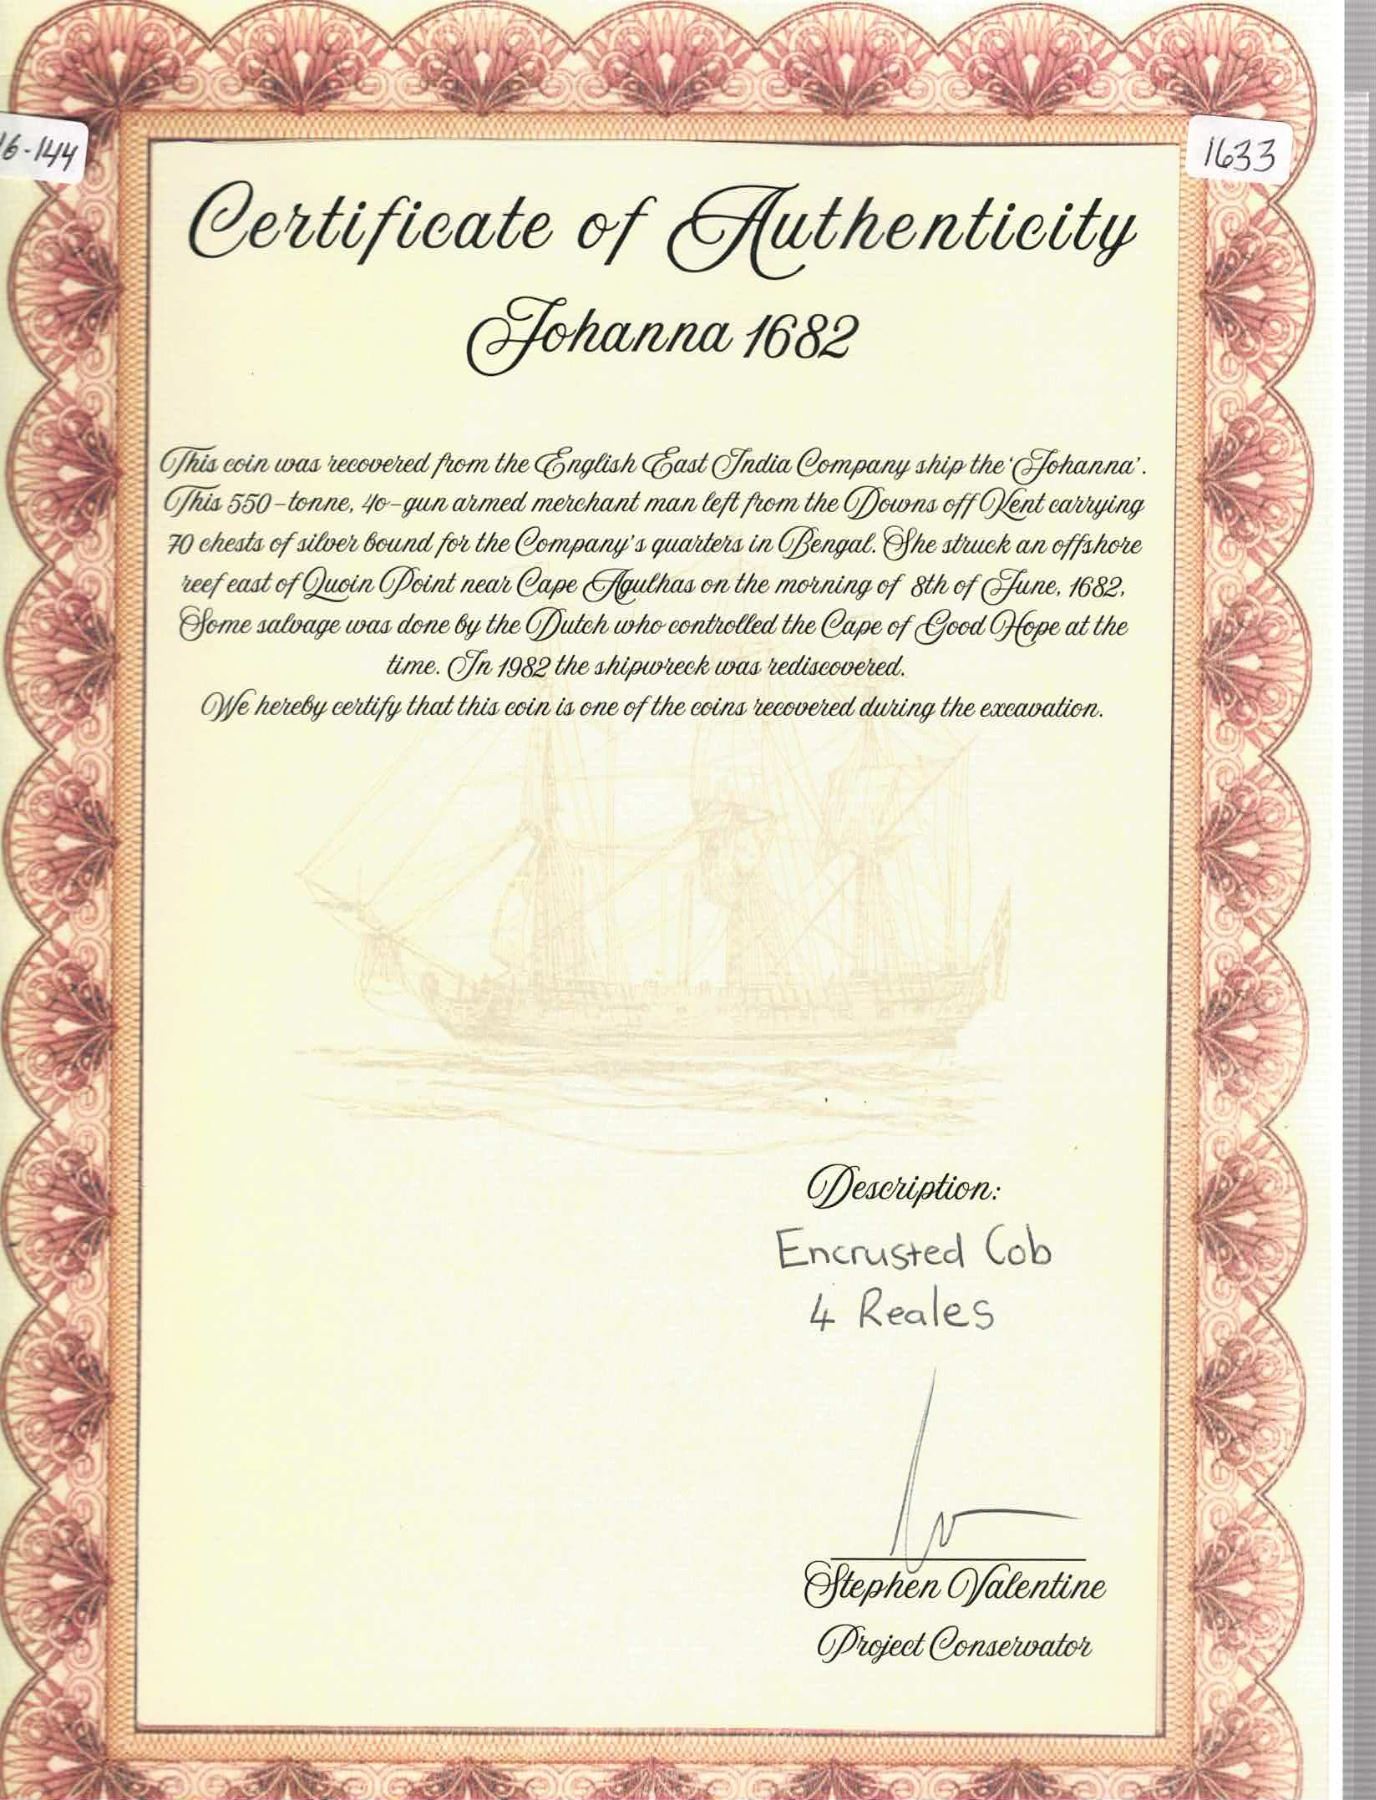 16-144
1633
Certificate of Authenticity
Johanna 1682
This coin was recovered from the English East India Company ship the 'Johanna'.
This 550-tonne, 40-gun armed merchant man left from the Downs off Kent carrying
70 chests of silver bound for the Company's quarters in Bengal. She struck an offshore
reef east of Quoin Point near Cape Agulhas on the morning of 8th of June, 1682,
Some salvage was done by the Dutch who controlled the Cape of Good Hope at the
time. In 1982 the shipwreck was rediscovered.
We hereby certify that this coin is one of the coins recovered during the excavation.
Description:
Encrusted Cob
4 Reales
Stephen Valentine
Project Conservator